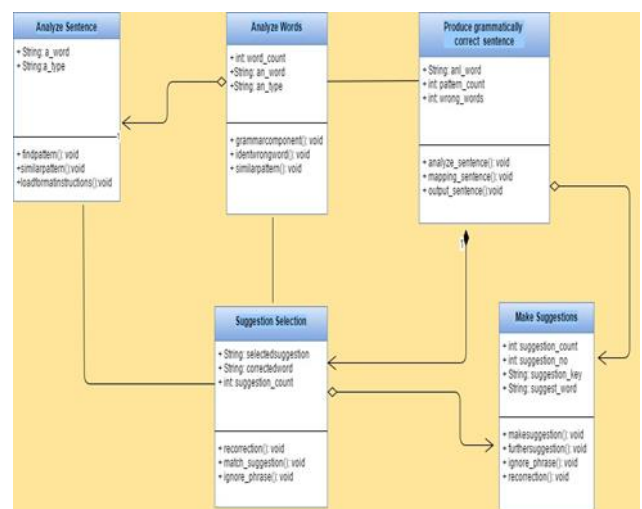 Analyze Sentence
+ String: a_word
+ String:a_type
+ findpattern(): void
+similarpattern():void
+loadformatinstructions():void
1
Analyze Words
+ int: word_count
+String: an_word
+String: an_type
+ grammarcomponent(): void
+ identwrongword(): void
+ similarpattern(): void
Produce grammatically
correct sentence
+ String: anl_word
+ int: pattern_count
+ int: wrong_words
+ analyze_sentence(): void
+ mapping_sentence(): void
+ output_sentence():void
1
Suggestion Selection
+ String: selectedsuggestion
+ String: correctedword
+ int: suggestion_count
+ recorrection(): void
+ match_suggestion(): void
+ ignore_phrase(): void
Make Suggestions
+ int: suggestion_count
+ int: suggestion_no
+ String: suggestion_key
+ String: suggest_word
+ makesuggestion(): void
+ furthersuggestion(): void
+ ignore_phrase(): void
+ recorrection(): void